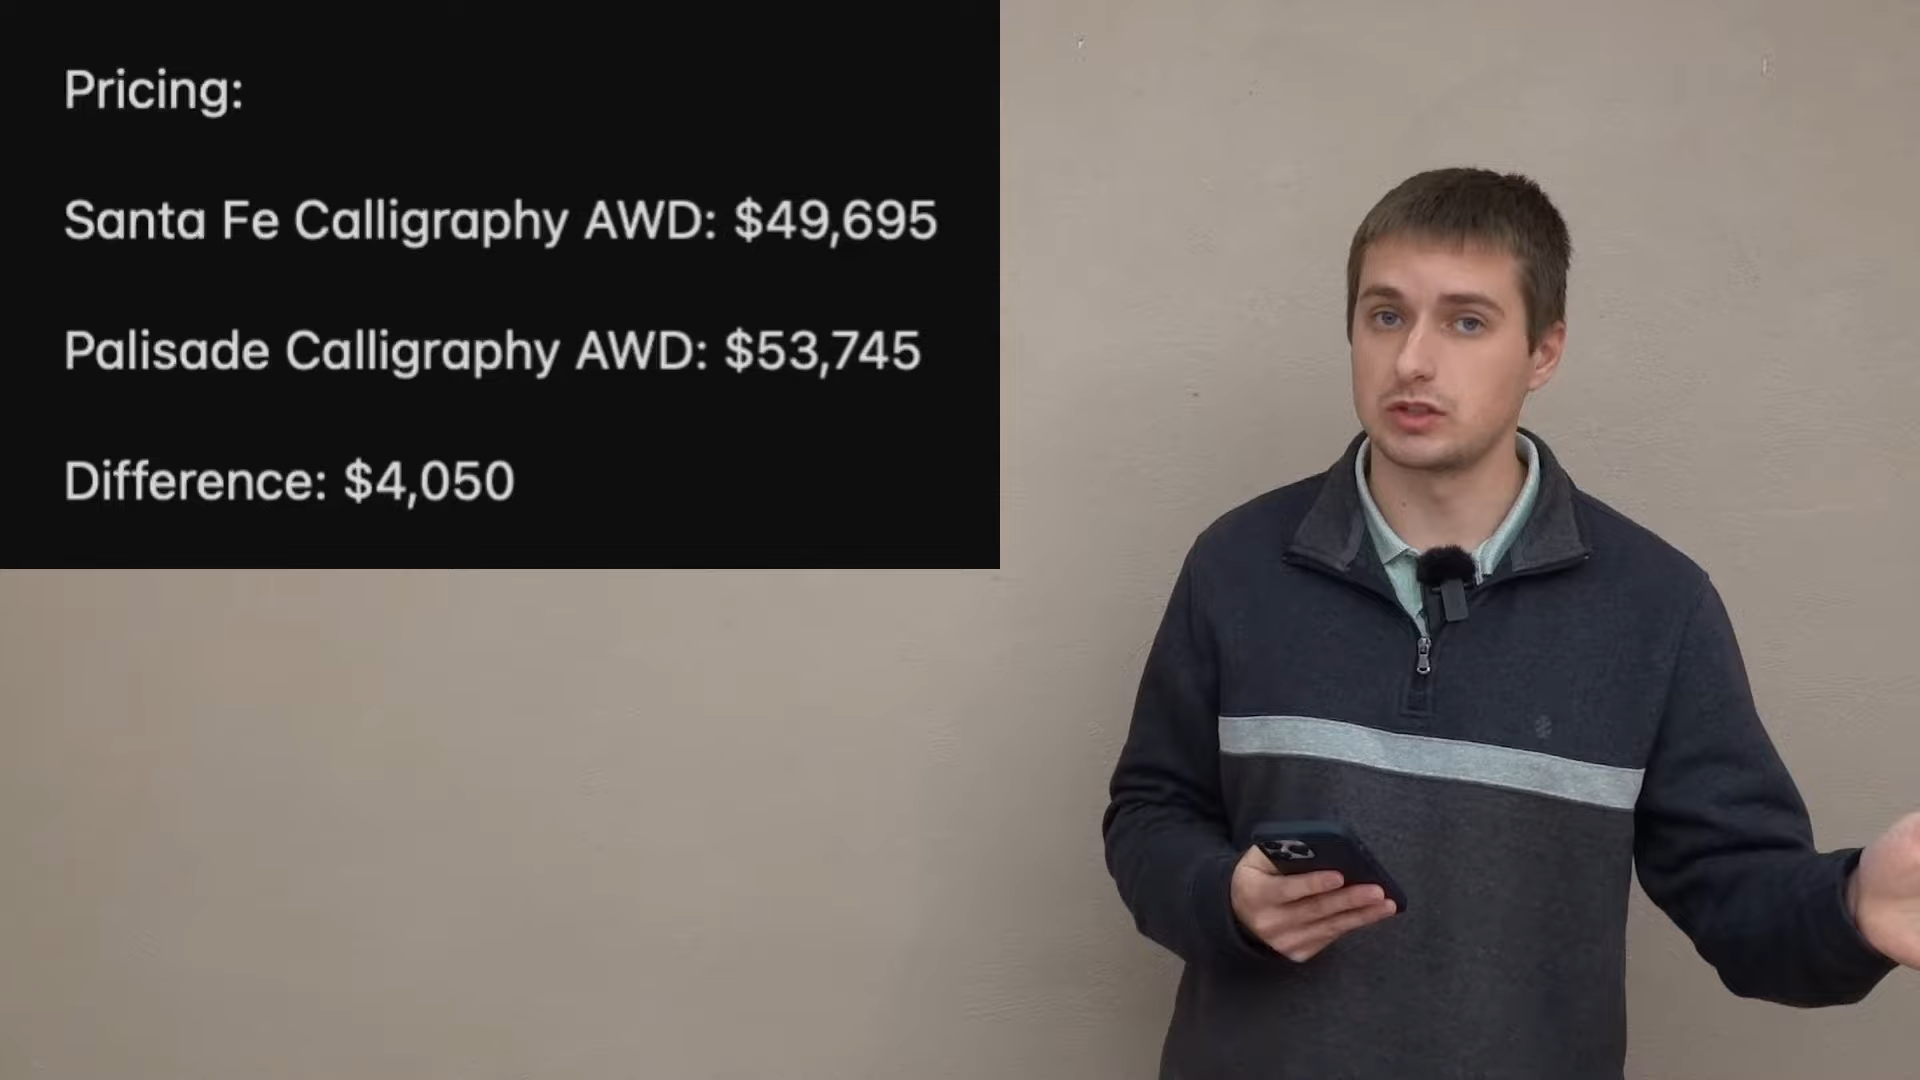 Pricing:
Santa Fe Calligraphy AWD: $49,695
Palisade Calligraphy AWD: $53,745
Difference: $4,050